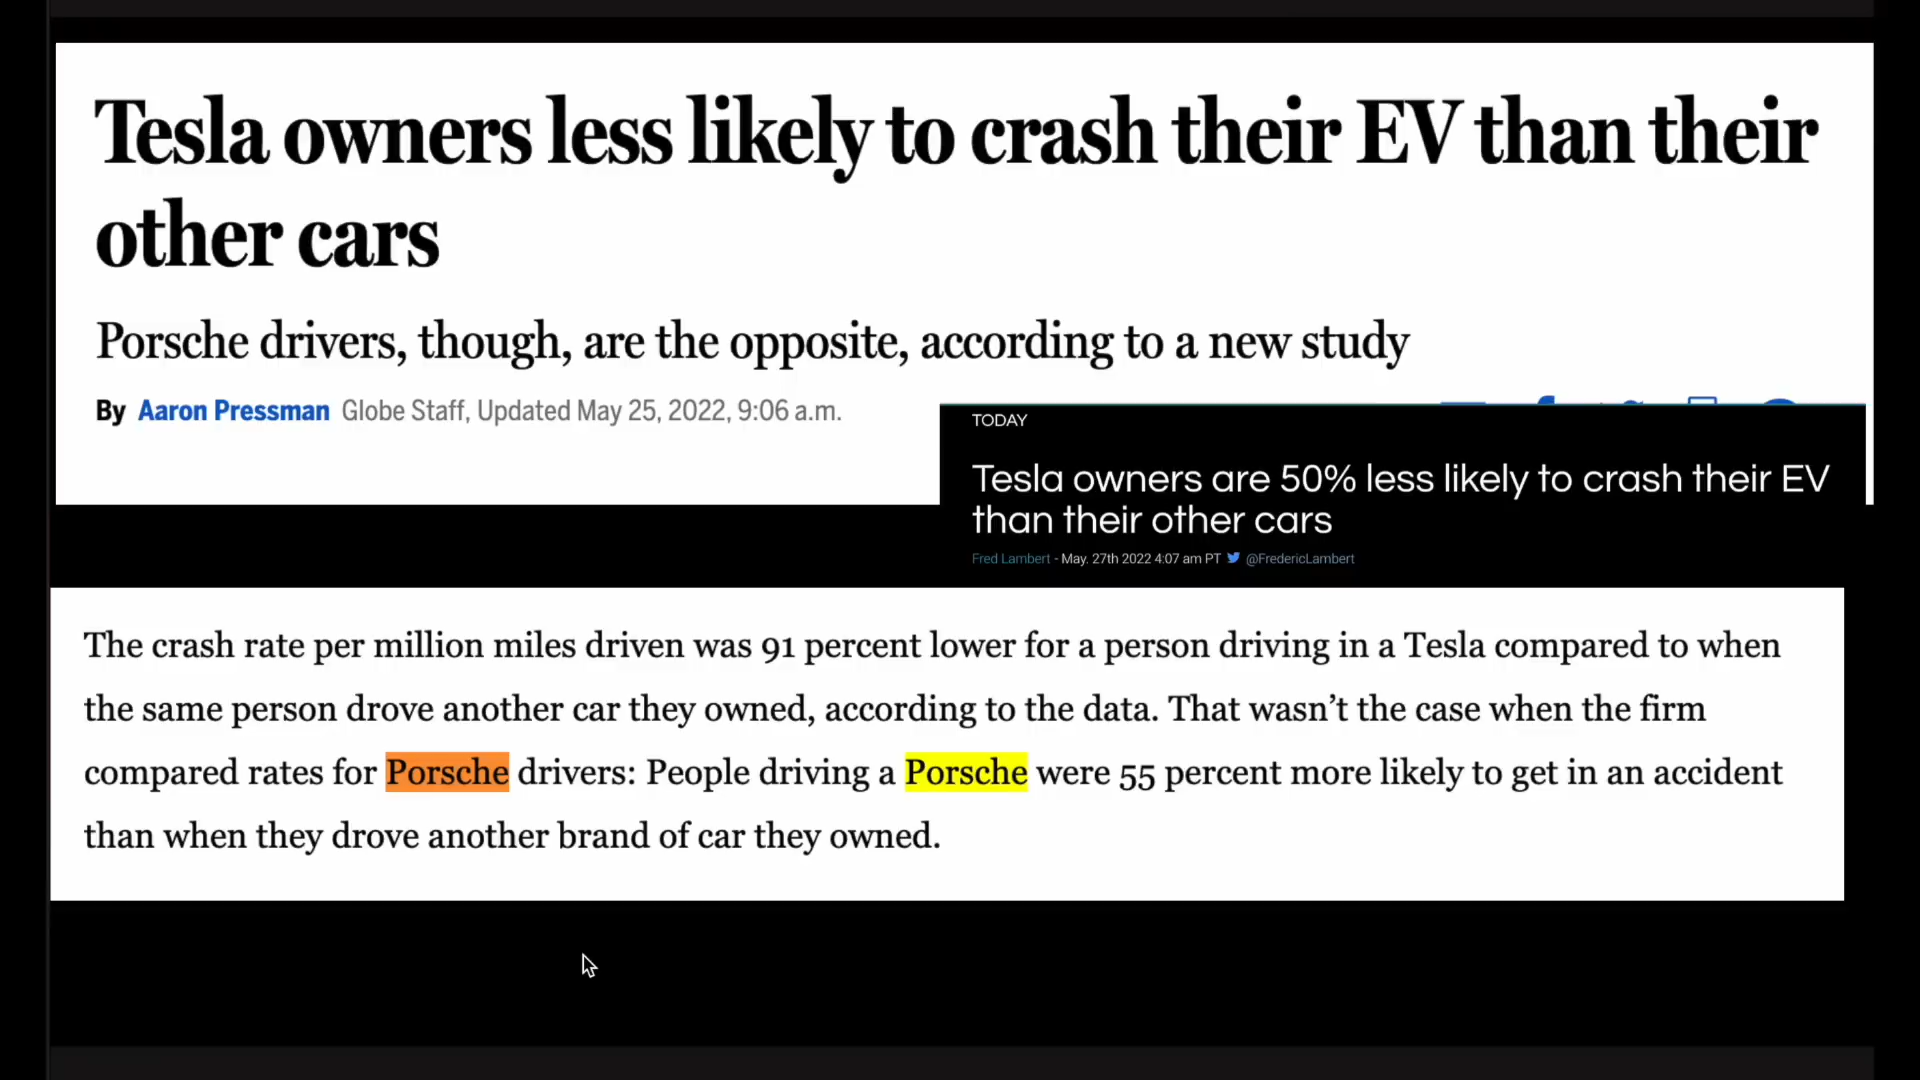 Tesla owners less likely to crash their EV than their
other cars
Porsche drivers, though, are the opposite, according to a new study
By Aaron Pressman Globe Staff, Updated May 25, 2022, 9:06 a.m.
TODAY
Tesla owners are 50% less likely to crash their EV
than their other cars
Fred Lambert - May. 27th 2022 4:07 am PT @FredericLambert
The crash rate per million miles driven was 91 percent lower for a person driving in a Tesla compared to when
the same person drove another car they owned, according to the data. That wasn’t the case when the firm
compared rates for Porsche drivers: People driving a Porsche were 55 percent more likely to get in an accident
than when they drove another brand of car they owned.